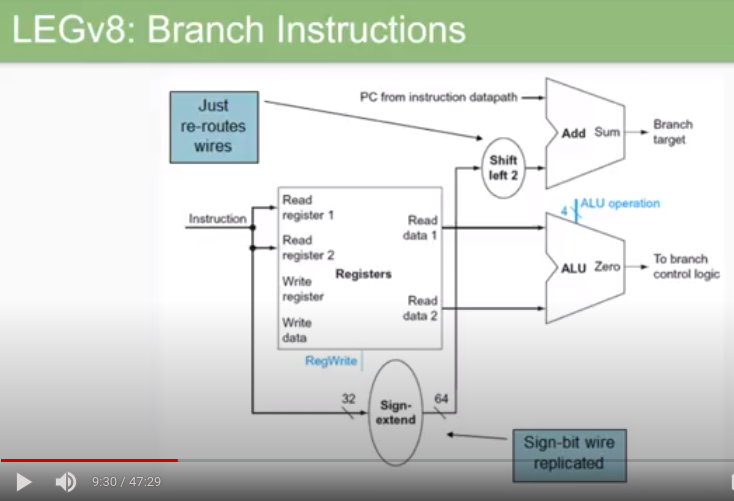 LEGv8: Branch Instructions
Just
re-routes
wires
PC from instruction datapath
Add Sum
Branch
target
Shift
left 2
4
ALU operation
Instruction
Read
register 1
Read
register 2
Write
register
Write
data
Registers
Read
data 1
Read
data 2
ALU Zero
To branch
control logic
RegWrite
32
Sign-
extend
64
Sign-bit wire
replicated
9:30 / 47:29